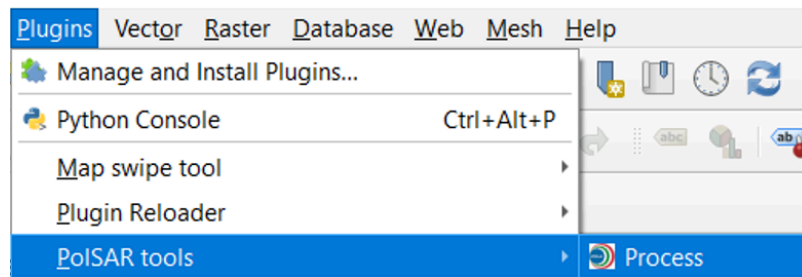 Plugins Vector Raster Database Web Mesh Help
Manage and Install Plugins...
Python Console Ctrl+Alt+P
abc ab
Map swipe tool
Plugin Reloader
PolSAR tools Process